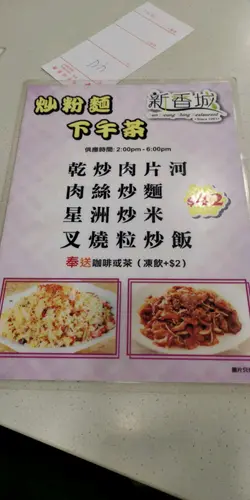 炒粉麵
下午茶
新香城
供應時間: 2:00pm - 6:00pm
乾炒肉片河
肉絲炒麵
星洲炒米
叉燒粒炒飯
$42
奉送咖啡或茶（凍飲+$2）